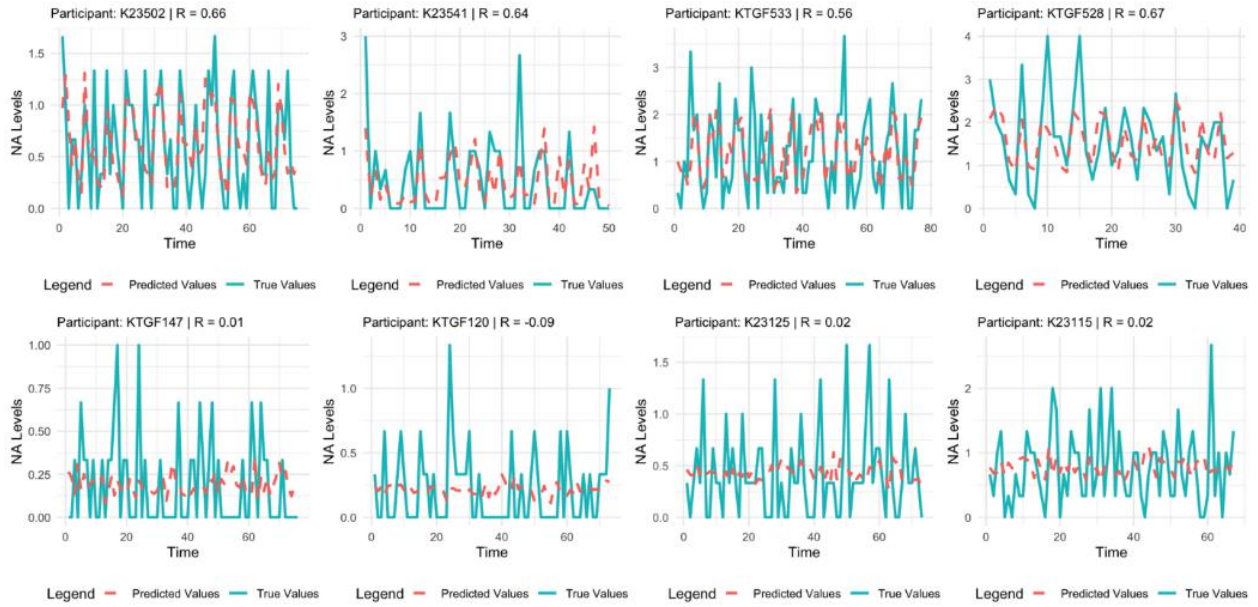 Participant: K23502 | R = 0.66
NA Levels
1.5
1.0
0.5
0.0
0 20 40 60
Time
Legend Predicted Values True Values
Participant: K23541 | R = 0.64
NA Levels
3
2
1
0
0 10 20 30 40 50
Time
Legend Predicted Values True Values
Participant: KTGF533 | R = 0.56
NA Levels
3
2
1
0
0 20 40 60 80
Time
Legend Predicted Values True Values
Participant: KTGF528 | R = 0.67
NA Levels
4
3
2
1
0
0 10 20 30 40
Time
Legend Predicted Values True Values
Participant: KTGF147 | R = 0.01
NA Levels
1.00
0.75
0.50
0.25
0.00
0 20 40 60
Time
Legend Predicted Values True Values
Participant: KTGF120 | R = -0.09
NA Levels
1.0
0.5
0.0
0 20 40 60
Time
Legend Predicted Values True Values
Participant: K23125 | R = 0.02
NA Levels
1.5
1.0
0.5
0.0
0 20 40 60
Time
Legend Predicted Values True Values
Participant: K23115 | R = 0.02
NA Levels
2
1
0
0 20 40 60
Time
Legend Predicted Values True Values